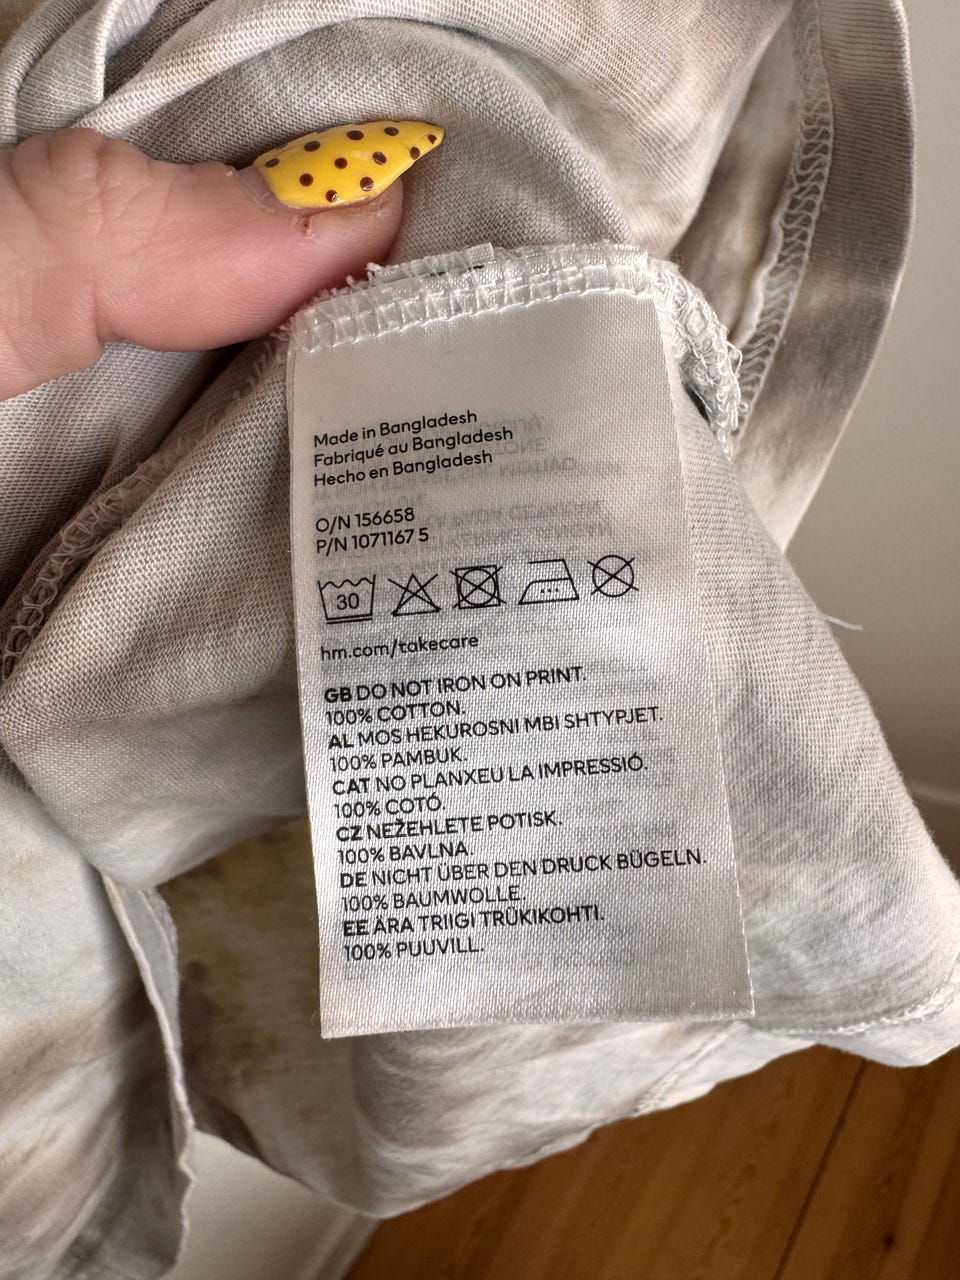 Made in Bangladesh
Fabriqué au Bangladesh
Hecho en Bangladesh
O/N 156658
P/N 1071167 5
30
hm.com/takecare
GB DO NOT IRON ON PRINT.
100% COTTON.
AL MOS HEKUROSNI MBI SHTYPJET.
100% PAMBUK.
CAT NO PLANXEU LA IMPRESSIÓ.
100% COTÓ.
CZ NEŽEHLETE POTISK.
100% BAVLNA.
DE NICHT ÜBER DEN DRUCK BÜGELN.
100% BAUMWOLLE.
EE ÄRA TRIIGI TRÜKIKOHTI.
100% PUUVILL.